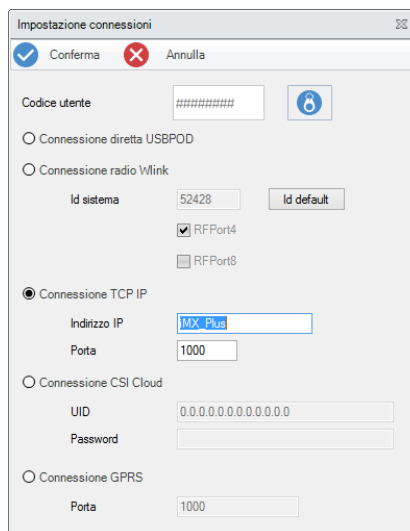 Impostazione connessioni
Conferma Annulla
Codice utente ########
Connessione diretta USBPOD
Connessione radio Wlink
Id sistema 52428 Id default
RFPort4
RFPort8
Connessione TCP IP
Indirizzo IP IMX_Plus
Porta 1000
Connessione CSI Cloud
UID 0.0.0.0.0.0.0.0.0.0.0.0
Password
Connessione GPRS
Porta 1000